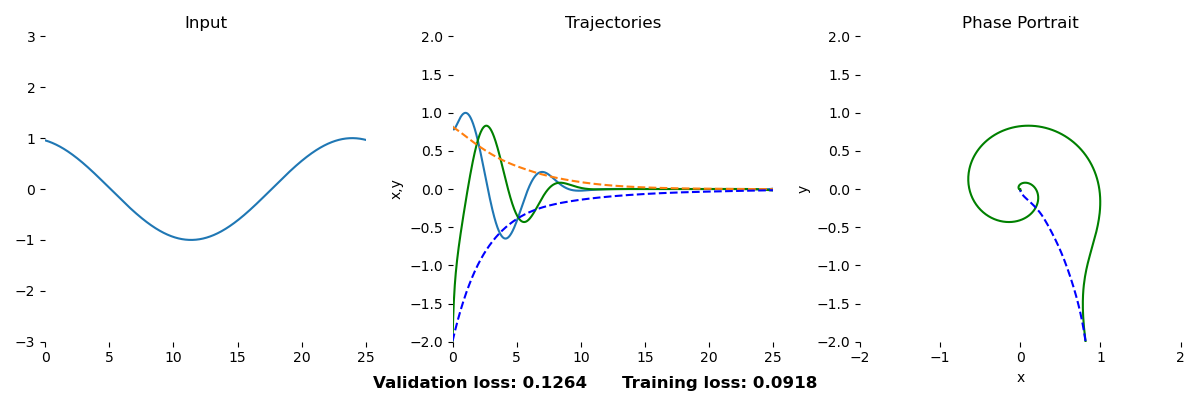 Input
3
2
1
0
−1
−2
−3
0 5 10 15 20 25
Trajectories
x,y
2.0
1.5
1.0
0.5
0.0
−0.5
−1.0
−1.5
−2.0
0 5 10 15 20 25
Phase Portrait
y
2.0
1.5
1.0
0.5
0.0
−0.5
−1.0
−1.5
−2.0
−2 −1 0 1 2
x
Validation loss: 0.1264 Training loss: 0.0918